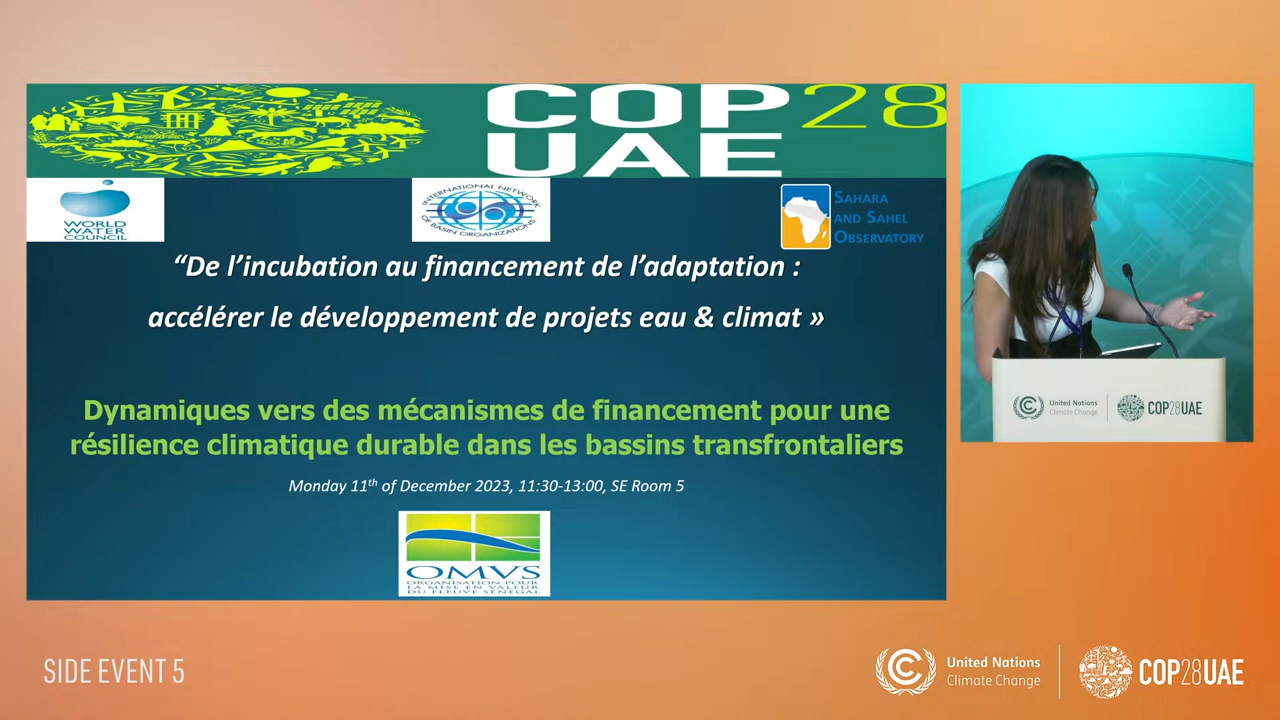 COP28
UAE
WORLD
WATER
COUNCIL
INTERNATIONAL NETWORK
OF BASIN ORGANIZATIONS
SAHARA
AND SAHEL
OBSERVATORY
“De l’incubation au financement de l’adaptation :
accélérer le développement de projets eau & climat »
Dynamiques vers des mécanismes de financement pour une
résilience climatique durable dans les bassins transfrontaliers
Monday 11th of December 2023, 11:30-13:00, SE Room 5
OMVS
ORGANISATION POUR
LA MISE EN VALEUR
DU FLEUVE SENEGAL
United Nations
Climate Change
COP28UAE
SIDE EVENT 5
United Nations
Climate Change
COP28UAE